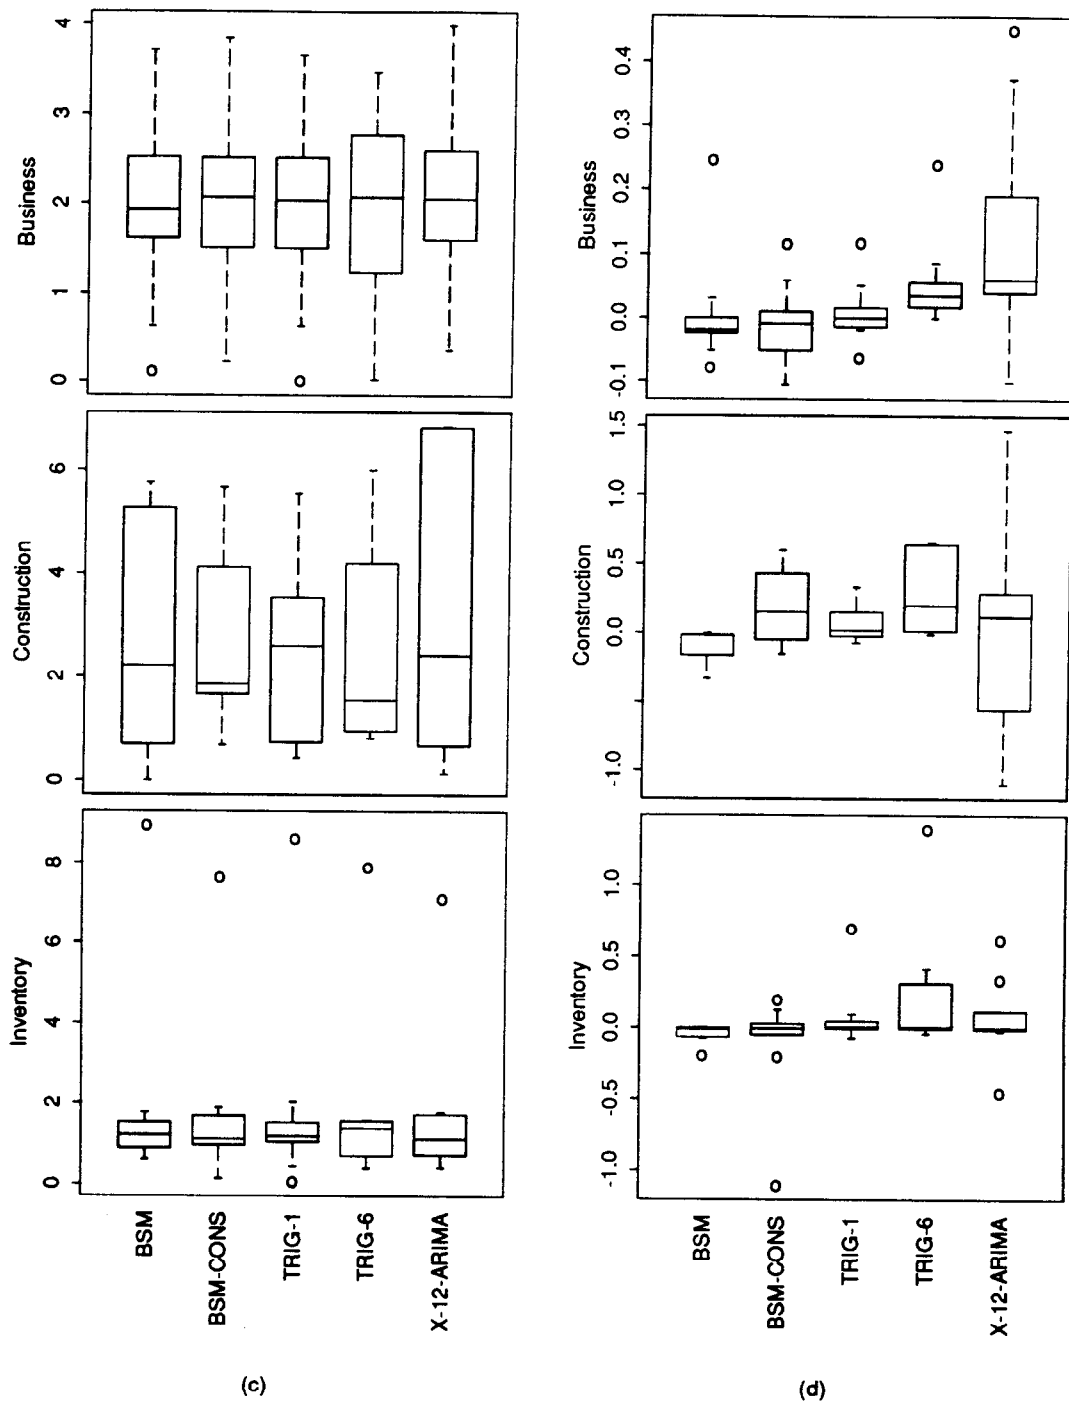 Business
0 1 2 3 4
Construction
0 2 4 6
Inventory
0 2 4 6 8
BSM
BSM-CONS
TRIG-1
TRIG-6
X-12-ARIMA
(c)
Business
-0.1 0.0 0.1 0.2 0.3 0.4
Construction
-1.0 0.0 0.5 1.0 1.5
Inventory
-1.0 -0.5 0.0 0.5 1.0
BSM
BSM-CONS
TRIG-1
TRIG-6
X-12-ARIMA
(d)